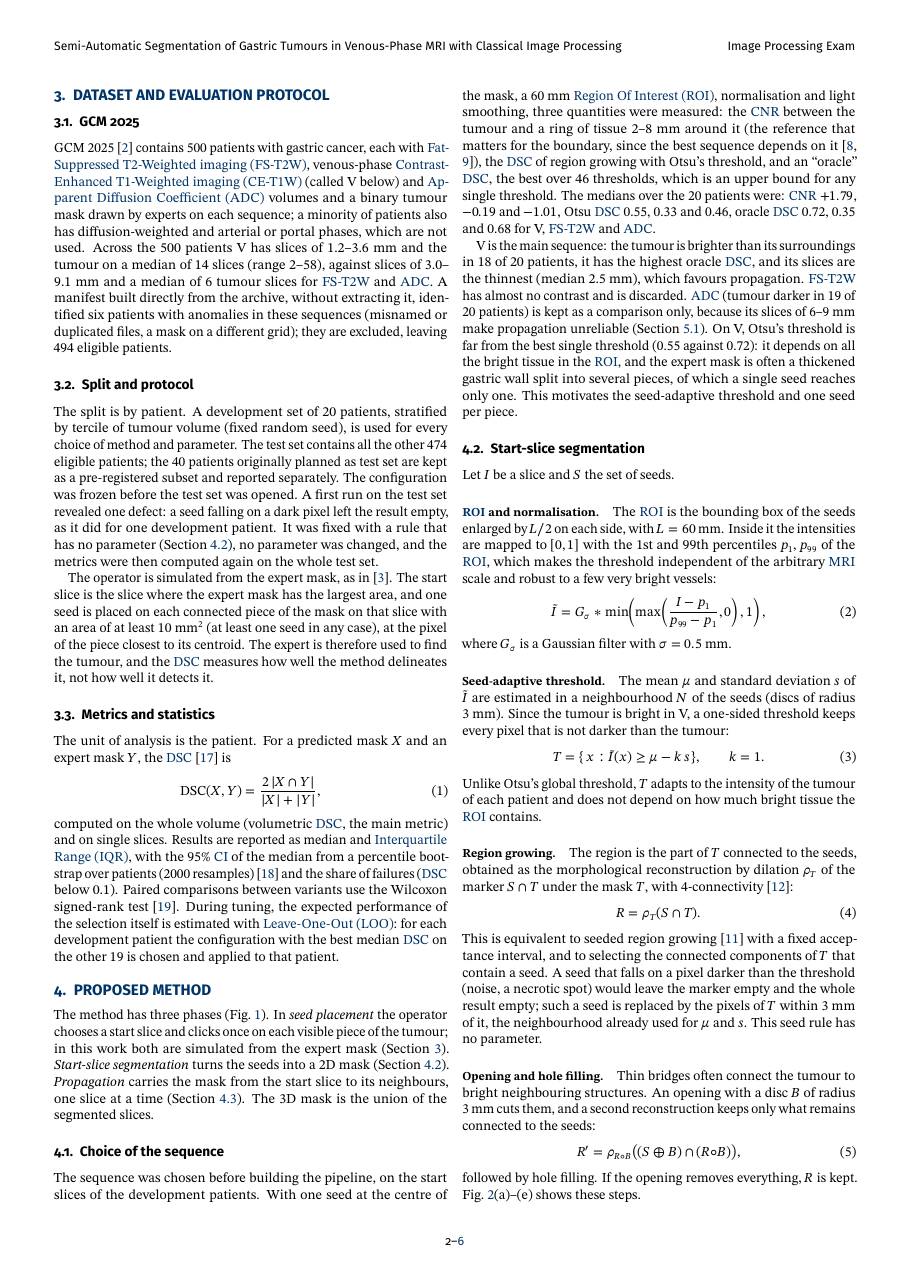 Semi-Automatic Segmentation of Gastric Tumours in Venous-Phase MRI with Classical Image Processing
Image Processing Exam
3. DATASET AND EVALUATION PROTOCOL
3.1. GCM 2025
GCM 2025 [2] contains 500 patients with gastric cancer, each with Fat-
Suppressed T2-Weighted imaging (FS-T2W), venous-phase Contrast-
Enhanced T1-Weighted imaging (CE-T1W) (called V below) and Ap-
parent Diffusion Coefficient (ADC) volumes and a binary tumour
mask drawn by experts on each sequence; a minority of patients also
has diffusion-weighted and arterial or portal phases, which are not
used. Across the 500 patients V has slices of 1.2–3.6 mm and the
tumour on a median of 14 slices (range 2–58), against slices of 3.0–
9.1 mm and a median of 6 tumour slices for FS-T2W and ADC. A
manifest built directly from the archive, without extracting it, iden-
tified six patients with anomalies in these sequences (misnamed or
duplicated files, a mask on a different grid); they are excluded, leaving
494 eligible patients.
3.2. Split and protocol
The split is by patient. A development set of 20 patients, stratified
by tercile of tumour volume (fixed random seed), is used for every
choice of method and parameter. The test set contains all the other 474
eligible patients; the 40 patients originally planned as test set are kept
as a pre-registered subset and reported separately. The configuration
was frozen before the test set was opened. A first run on the test set
revealed one defect: a seed falling on a dark pixel left the result empty,
as it did for one development patient. It was fixed with a rule that
has no parameter (Section 4.2), no parameter was changed, and the
metrics were then computed again on the whole test set.
The operator is simulated from the expert mask, as in [3]. The start
slice is the slice where the expert mask has the largest area, and one
seed is placed on each connected piece of the mask on that slice with
an area of at least 10 mm² (at least one seed in any case), at the pixel
of the piece closest to its centroid. The expert is therefore used to find
the tumour, and the DSC measures how well the method delineates
it, not how well it detects it.
3.3. Metrics and statistics
The unit of analysis is the patient. For a predicted mask X and an
expert mask Y, the DSC [17] is
DSC(X, Y) = 2 |X ∩ Y| / |X| + |Y|, (1)
computed on the whole volume (volumetric DSC, the main metric)
and on single slices. Results are reported as median and Interquartile
Range (IQR), with the 95% CI of the median from a percentile boot-
strap over patients (2000 resamples) [18] and the share of failures (DSC
below 0.1). Paired comparisons between variants use the Wilcoxon
signed-rank test [19]. During tuning, the expected performance of
the selection itself is estimated with Leave-One-Out (LOO): for each
development patient the configuration with the best median DSC on
the other 19 is chosen and applied to that patient.
4. PROPOSED METHOD
The method has three phases (Fig. 1). In seed placement the operator
chooses a start slice and clicks once on each visible piece of the tumour;
in this work both are simulated from the expert mask (Section 3).
Start-slice segmentation turns the seeds into a 2D mask (Section 4.2).
Propagation carries the mask from the start slice to its neighbours,
one slice at a time (Section 4.3). The 3D mask is the union of the
segmented slices.
4.1. Choice of the sequence
The sequence was chosen before building the pipeline, on the start
slices of the development patients. With one seed at the centre of
the mask, a 60 mm Region Of Interest (ROI), normalisation and light
smoothing, three quantities were measured: the CNR between the
tumour and a ring of tissue 2–8 mm around it (the reference that
matters for the boundary, since the best sequence depends on it [8,
9]), the DSC of region growing with Otsu's threshold, and an “oracle”
DSC, the best over 46 thresholds, which is an upper bound for any
single threshold. The medians over the 20 patients were: CNR +1.79,
−0.19 and −1.01, Otsu DSC 0.55, 0.33 and 0.46, oracle DSC 0.72, 0.35
and 0.68 for V, FS-T2W and ADC.
V is the main sequence: the tumour is brighter than its surroundings
in 18 of 20 patients, it has the highest oracle DSC, and its slices are
the thinnest (median 2.5 mm), which favours propagation. FS-T2W
has almost no contrast and is discarded. ADC (tumour darker in 19 of
20 patients) is kept as a comparison only, because its slices of 6–9 mm
make propagation unreliable (Section 5.1). On V, Otsu's threshold is
far from the best single threshold (0.55 against 0.72): it depends on all
the bright tissue in the ROI, and the expert mask is often a thickened
gastric wall split into several pieces, of which a single seed reaches
only one. This motivates the seed-adaptive threshold and one seed
per piece.
4.2. Start-slice segmentation
Let I be a slice and S the set of seeds.
ROI and normalisation. The ROI is the bounding box of the seeds
enlarged by L/2 on each side, with L = 60 mm. Inside it the intensities
are mapped to [0, 1] with the 1st and 99th percentiles p₁, p₉₉ of the
ROI, which makes the threshold independent of the arbitrary MRI
scale and robust to a few very bright vessels:
Ĩ = G_σ ∗ min(max(I − p₁ / p₉₉ − p₁, 0), 1), (2)
where G_σ is a Gaussian filter with σ = 0.5 mm.
Seed-adaptive threshold. The mean μ and standard deviation s of
Ĩ are estimated in a neighbourhood N of the seeds (discs of radius
3 mm). Since the tumour is bright in V, a one-sided threshold keeps
every pixel that is not darker than the tumour:
T = { x : Ĩ(x) ≥ μ − k s }, k = 1. (3)
Unlike Otsu's global threshold, T adapts to the intensity of the tumour
of each patient and does not depend on how much bright tissue the
ROI contains.
Region growing. The region is the part of T connected to the seeds,
obtained as the morphological reconstruction by dilation ρ_T of the
marker S ∩ T under the mask T, with 4-connectivity [12]:
R = ρ_T(S ∩ T). (4)
This is equivalent to seeded region growing [11] with a fixed accep-
tance interval, and to selecting the connected components of T that
contain a seed. A seed that falls on a pixel darker than the threshold
(noise, a necrotic spot) would leave the marker empty and the whole
result empty; such a seed is replaced by the pixels of T within 3 mm
of it, the neighbourhood already used for μ and s. This seed rule has
no parameter.
Opening and hole filling. Thin bridges often connect the tumour to
bright neighbouring structures. An opening with a disc B of radius
3 mm cuts them, and a second reconstruction keeps only what remains
connected to the seeds:
R′ = ρ_R∘B((S ⊕ B) ∩ (R∘B)), (5)
followed by hole filling. If the opening removes everything, R is kept.
Fig. 2(a)–(e) shows these steps.
2–6